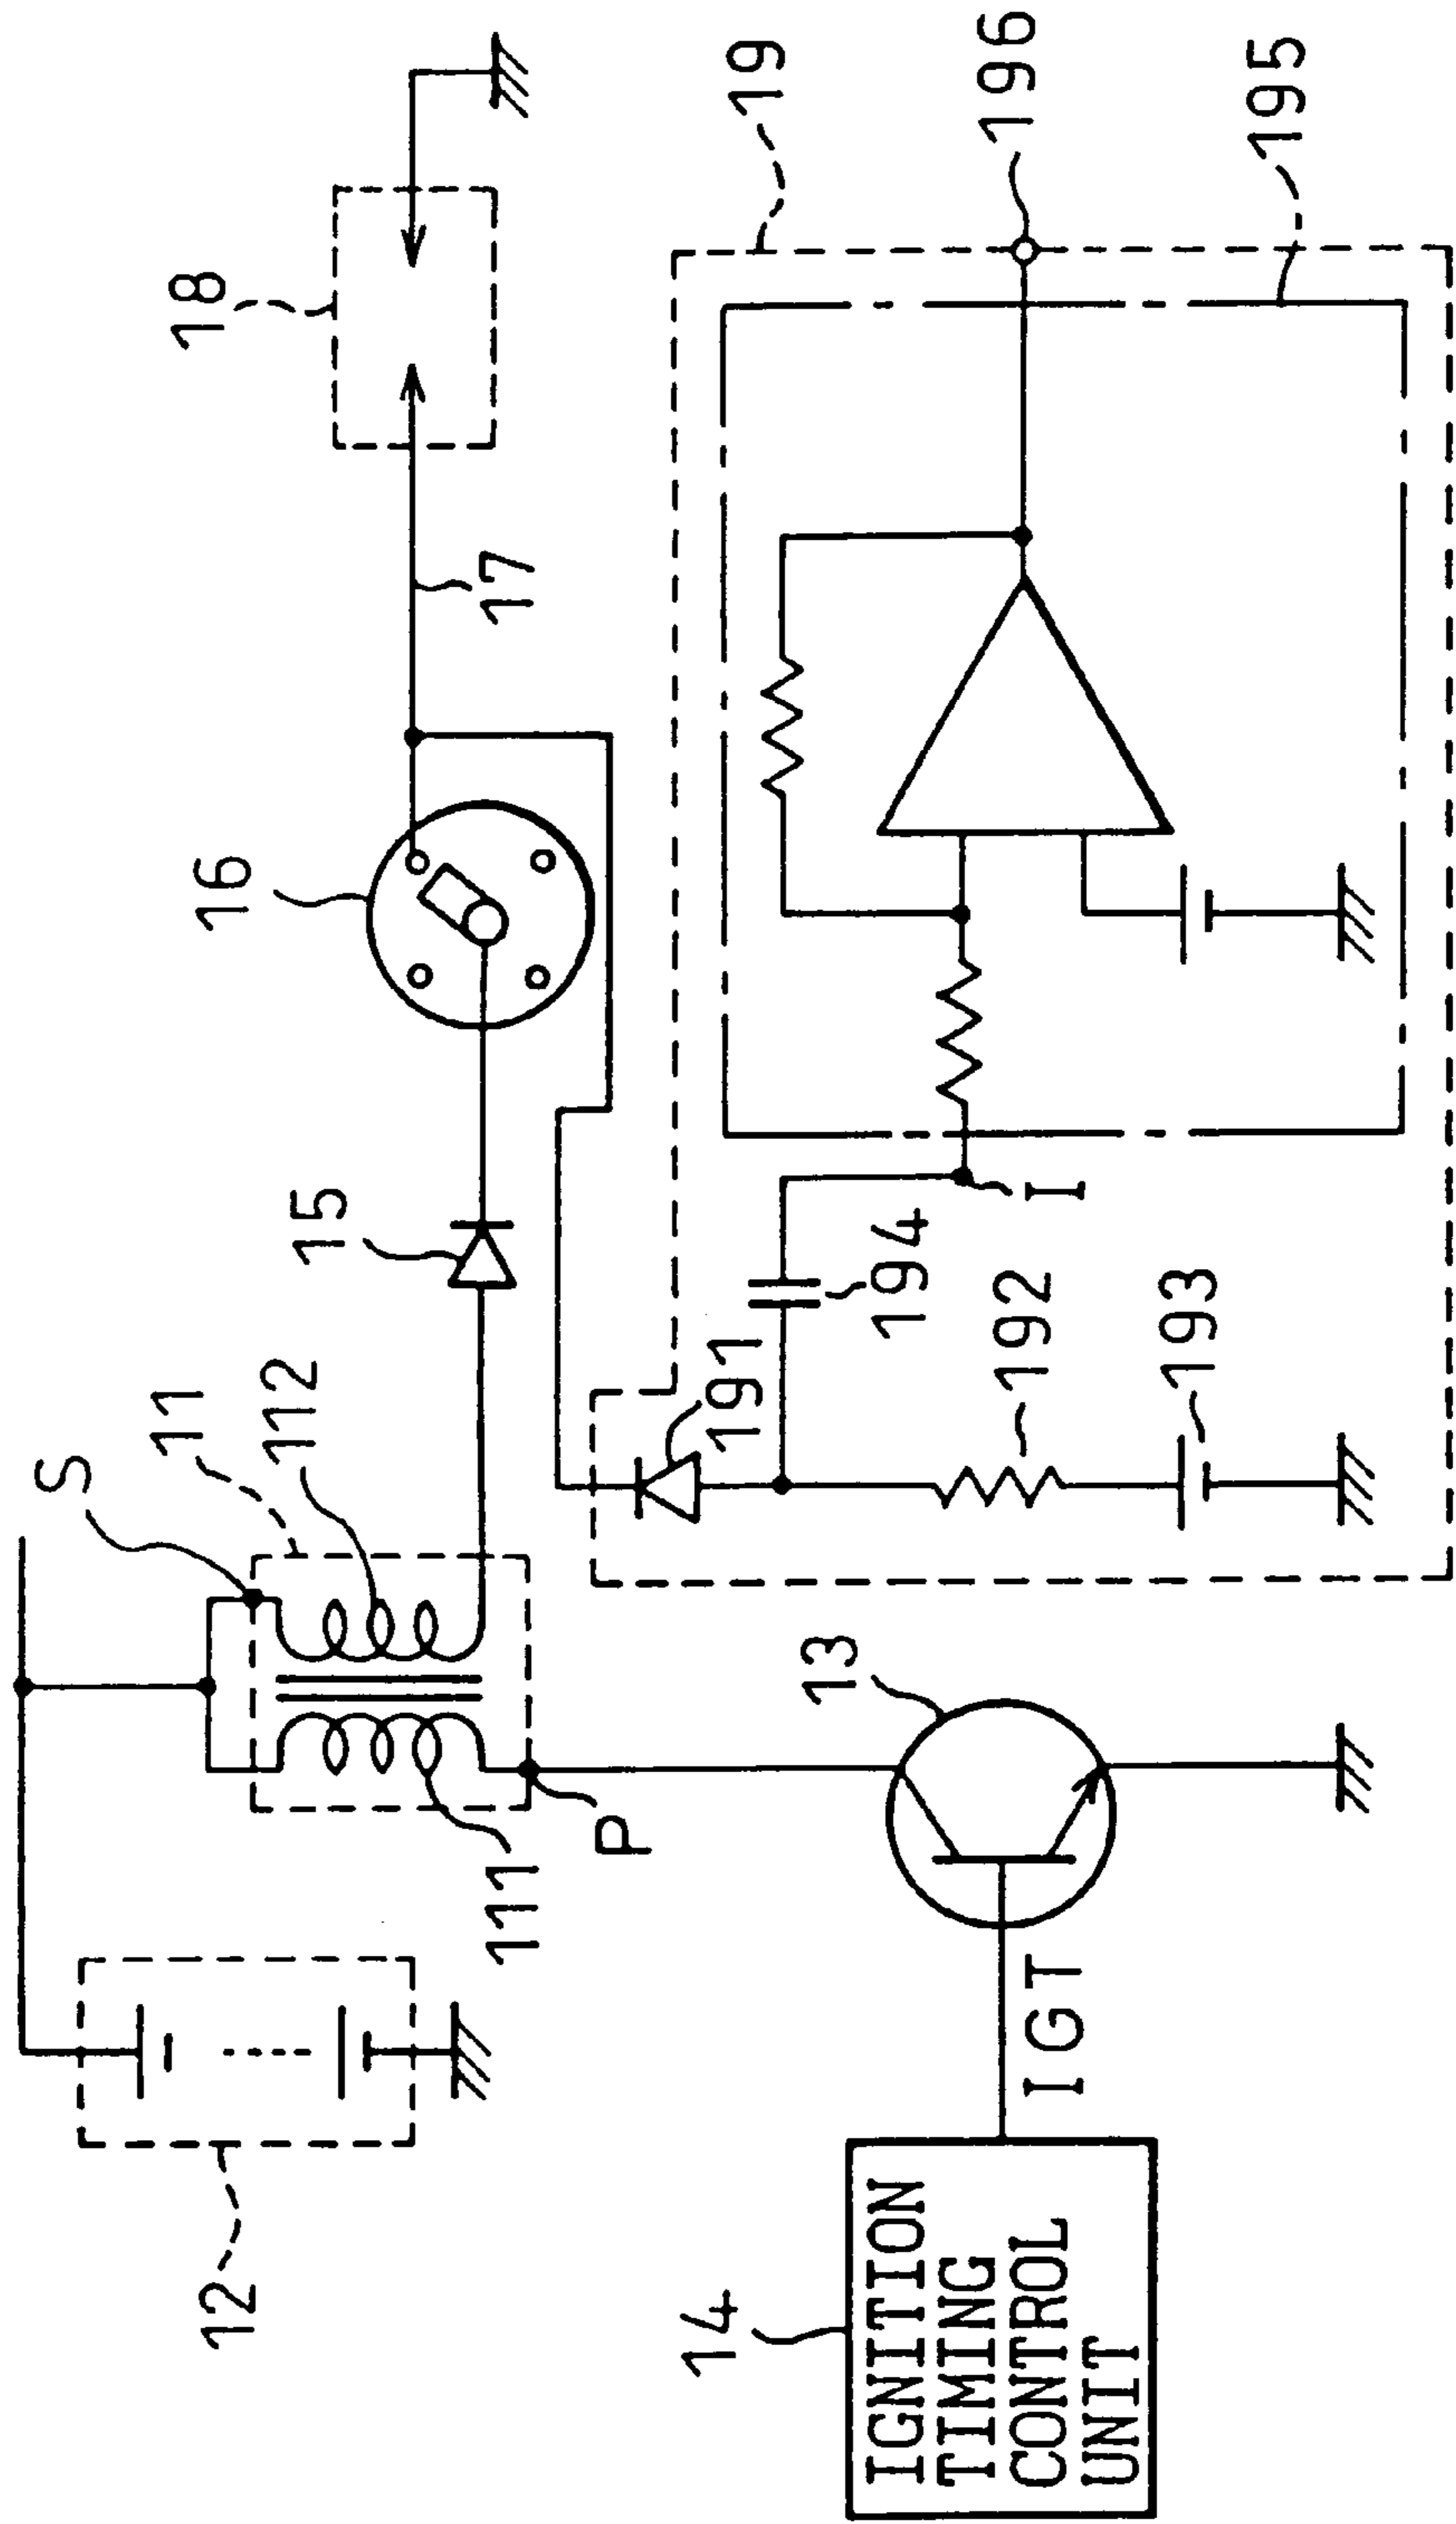 S
11
112
12
111
P
15
16
17
18
14
IGNITION
TIMING
CONTROL
UNIT
IGT
13
191
194
192
193
I
19
196
195